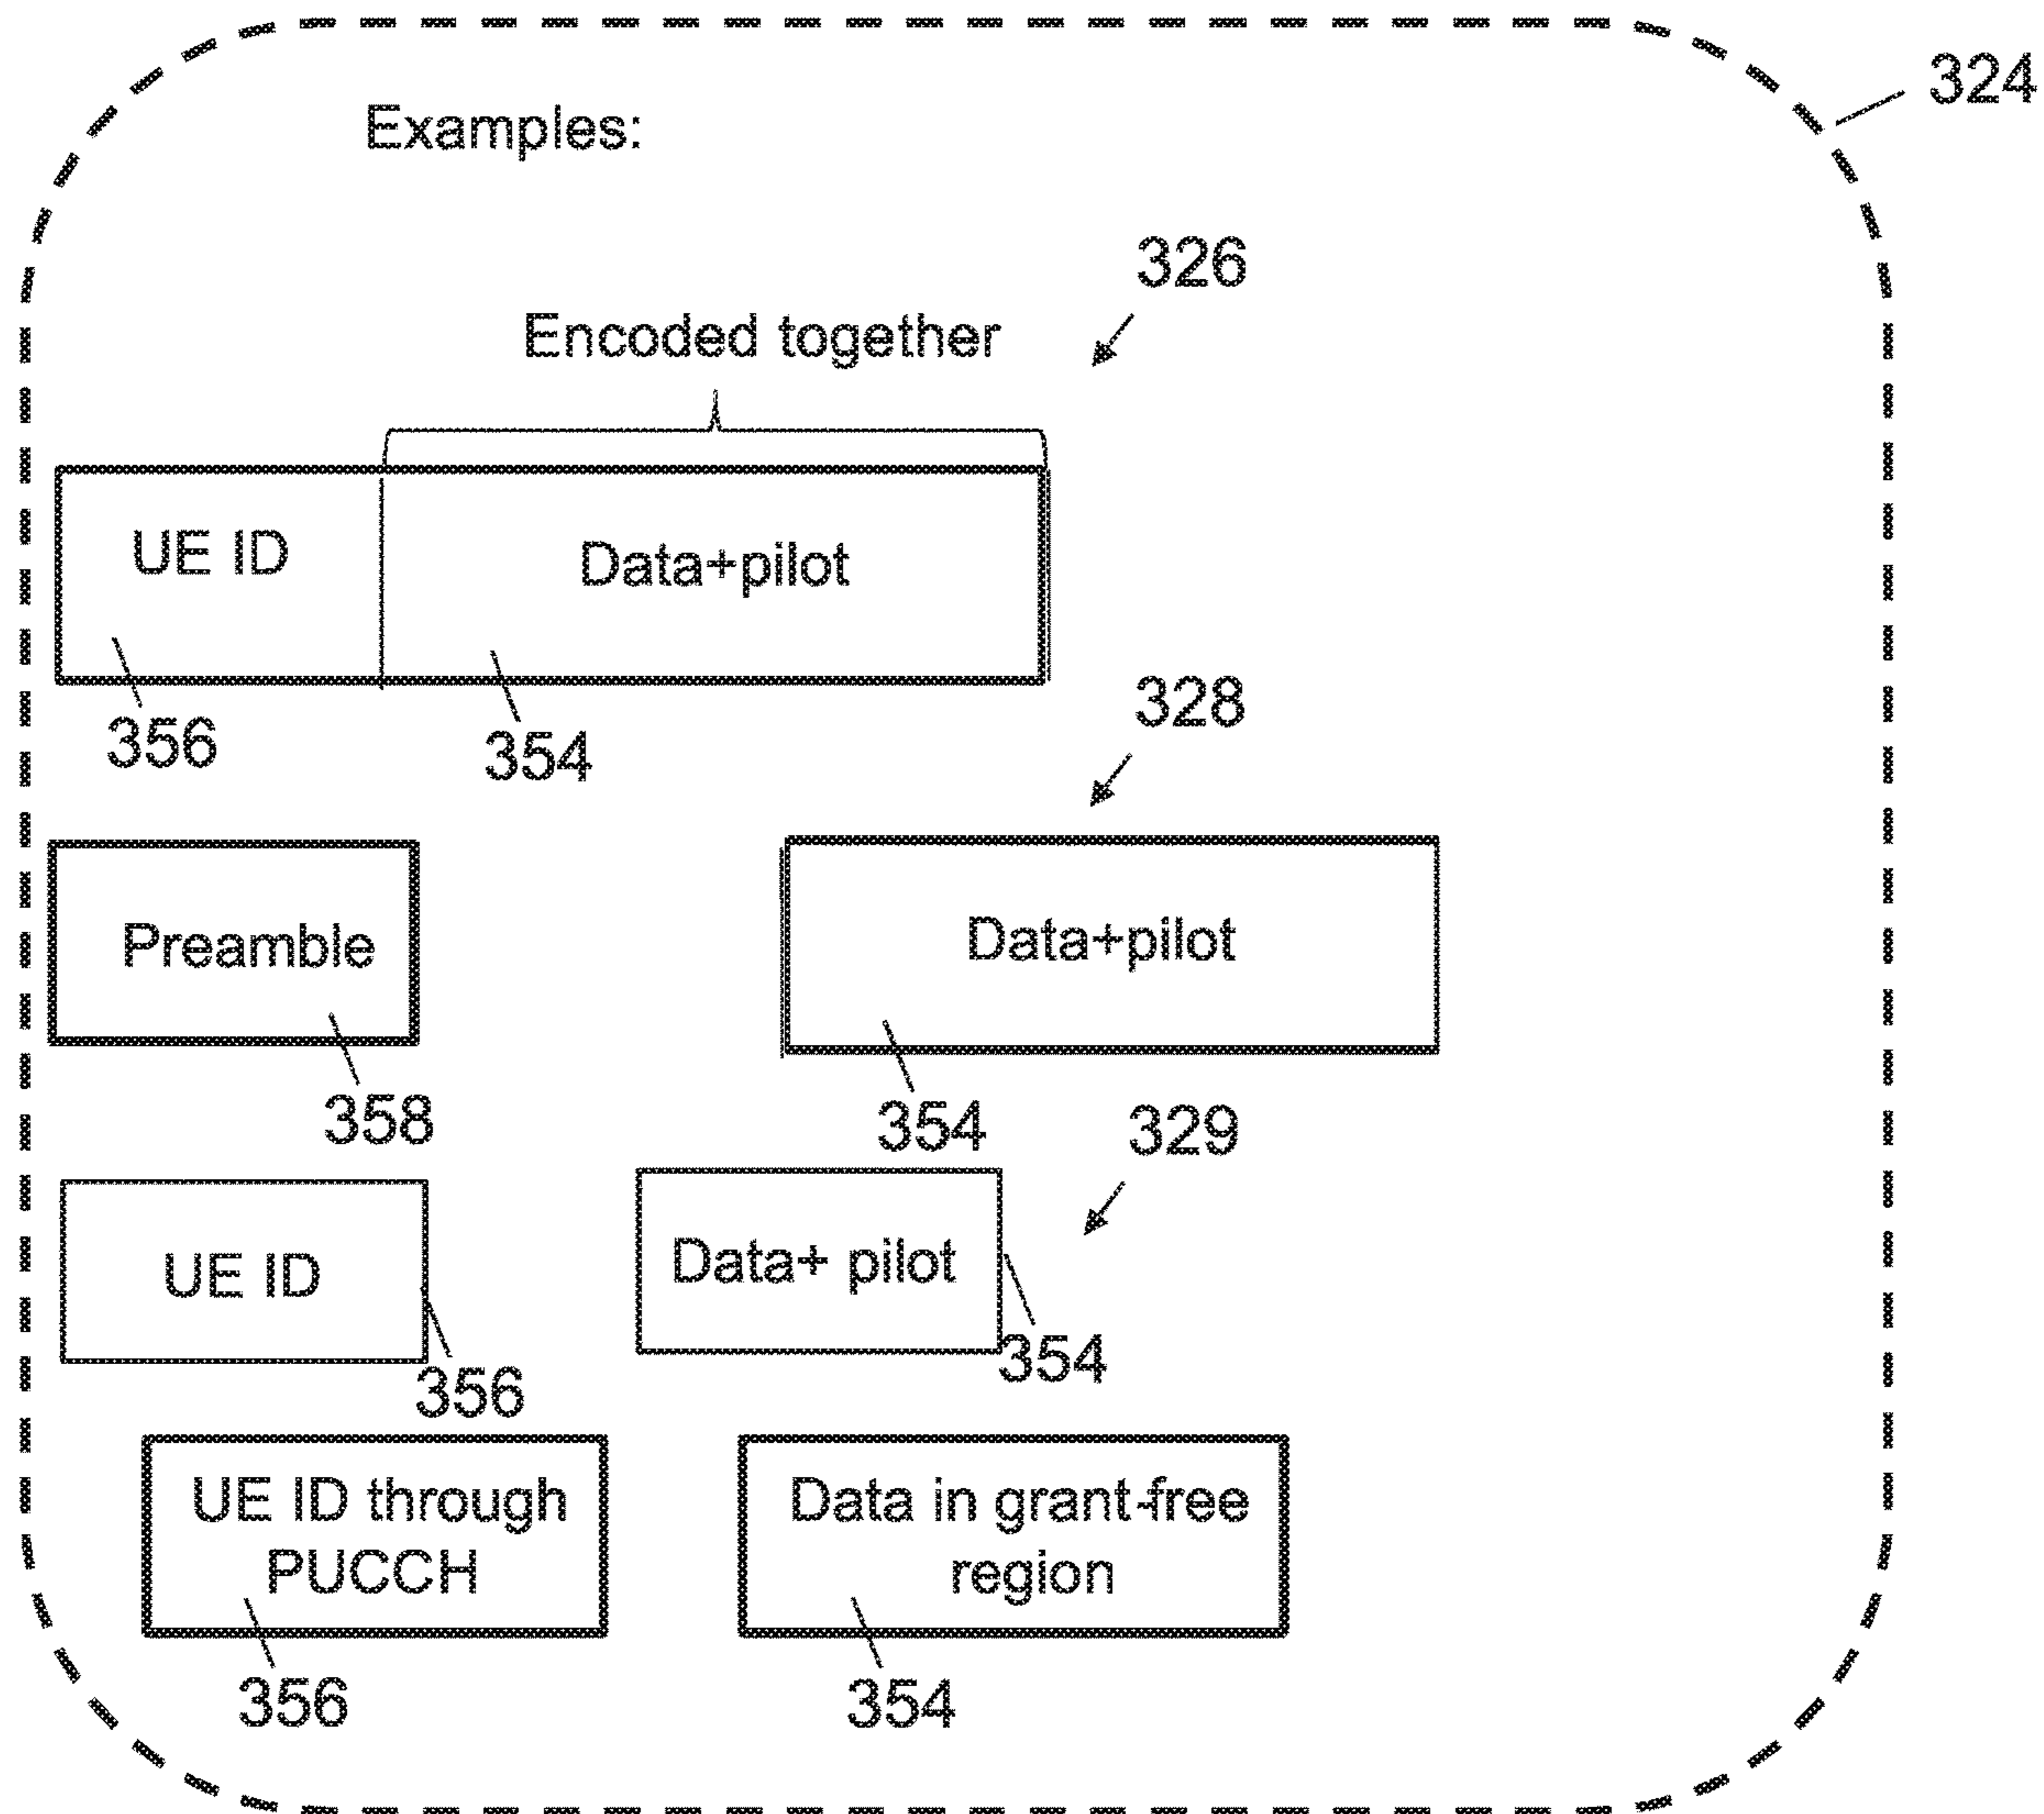 324
Examples:
326
Encoded together
UE ID
Data+pilot
356
354
328
Preamble
Data+pilot
358
354
329
UE ID
Data+ pilot
356
354
UE ID through
PUCCH
Data in grant-free
region
356
354